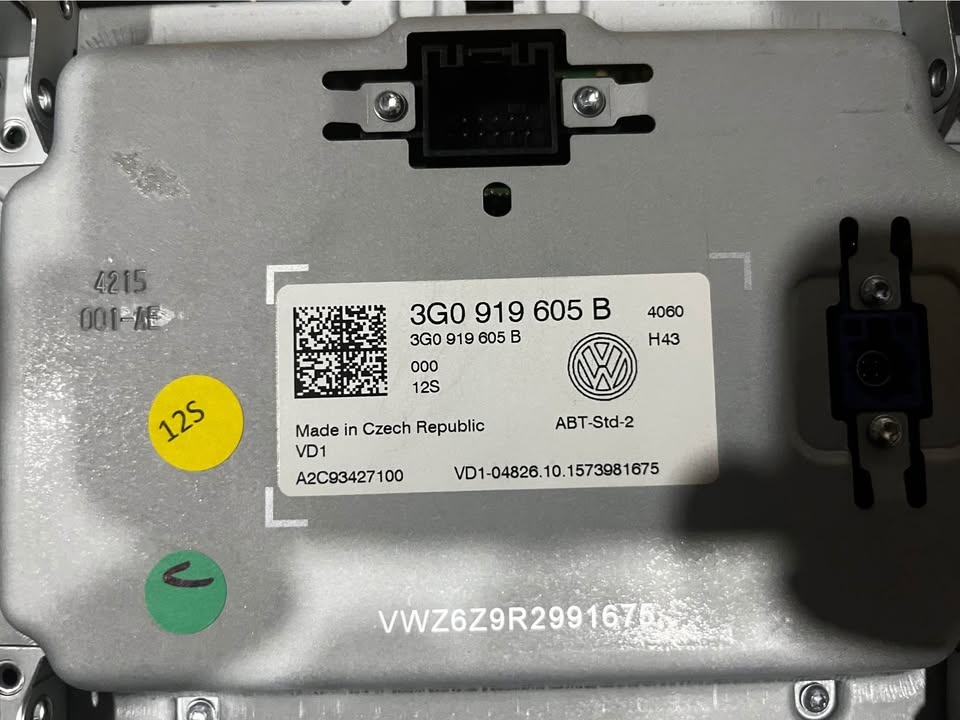 4215
001-AE
3G0 919 605 B
4060
3G0 919 605 B
H43
000
12S
Made in Czech Republic
ABT-Std-2
VD1
A2C93427100
VD1-04826.10.1573981675
12S
VWZ6Z9R2991675